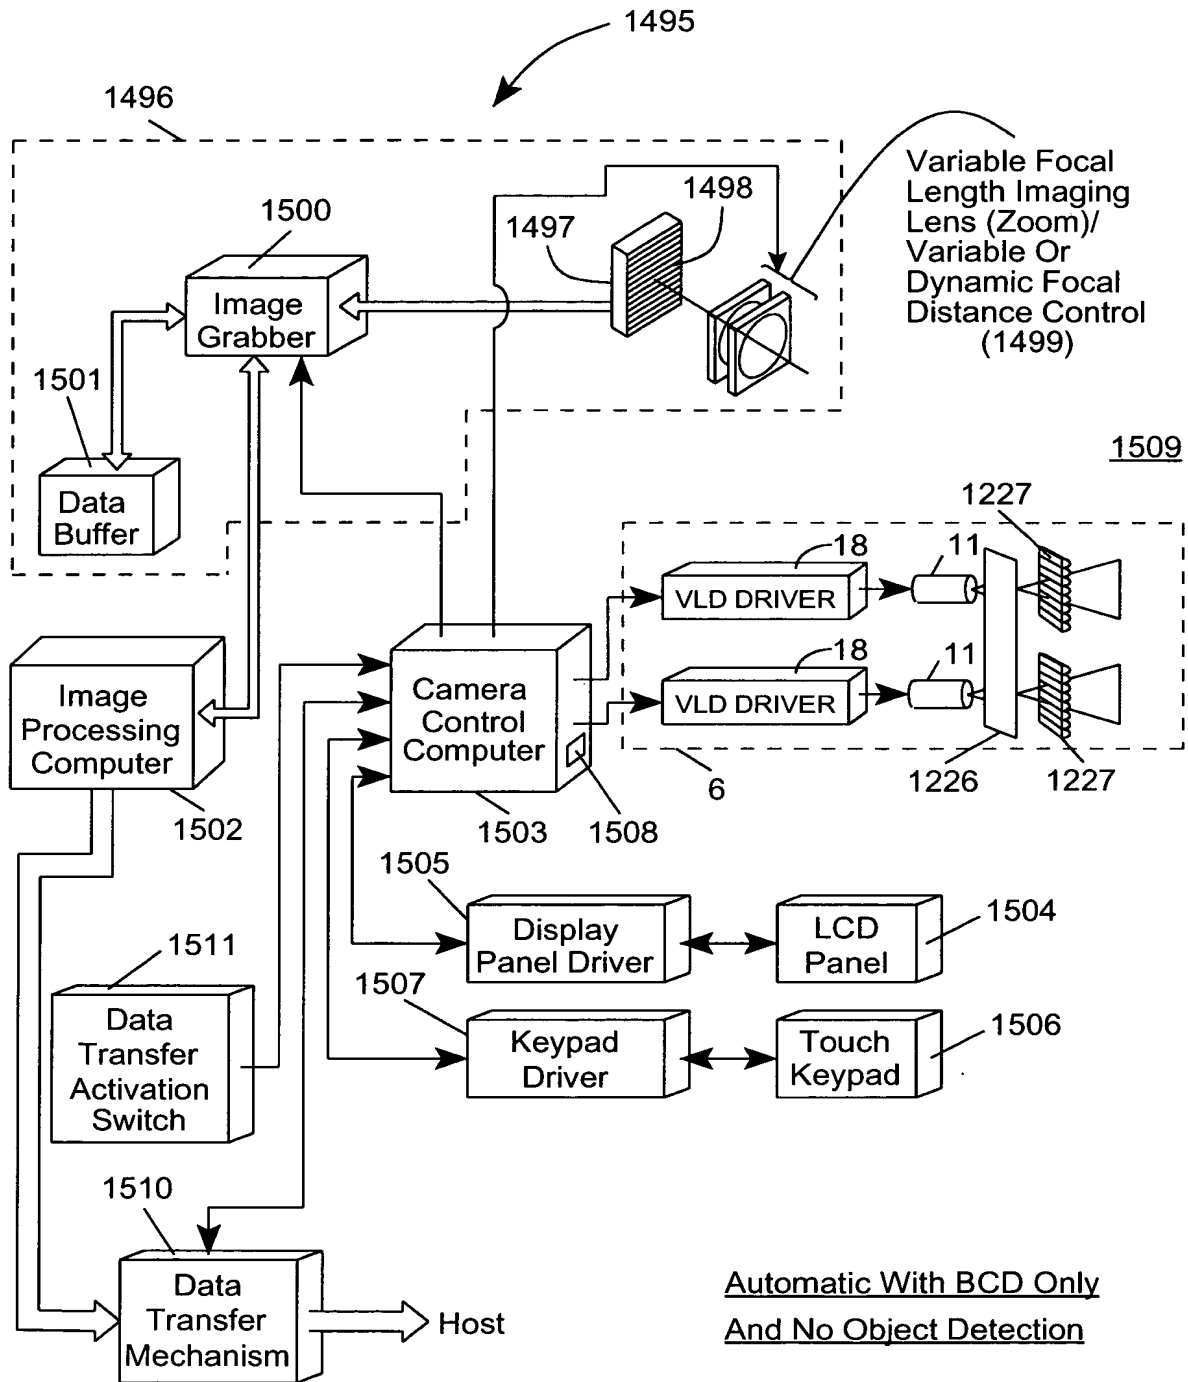 1495
1496
Variable Focal
Length Imaging
Lens (Zoom)/
Variable Or
Dynamic Focal
Distance Control
(1499)
1498
1497
1500
Image
Grabber
1501
Data
Buffer
1509
1227
18
11
VLD DRIVER
18
11
VLD DRIVER
1226
1227
6
Image
Processing
Computer
1502
Camera
Control
Computer
1503
1508
1505
Display
Panel Driver
LCD
Panel
1504
1511
Data
Transfer
Activation
Switch
1507
Keypad
Driver
Touch
Keypad
1506
1510
Data
Transfer
Mechanism
Host
Automatic With BCD Only
And No Object Detection